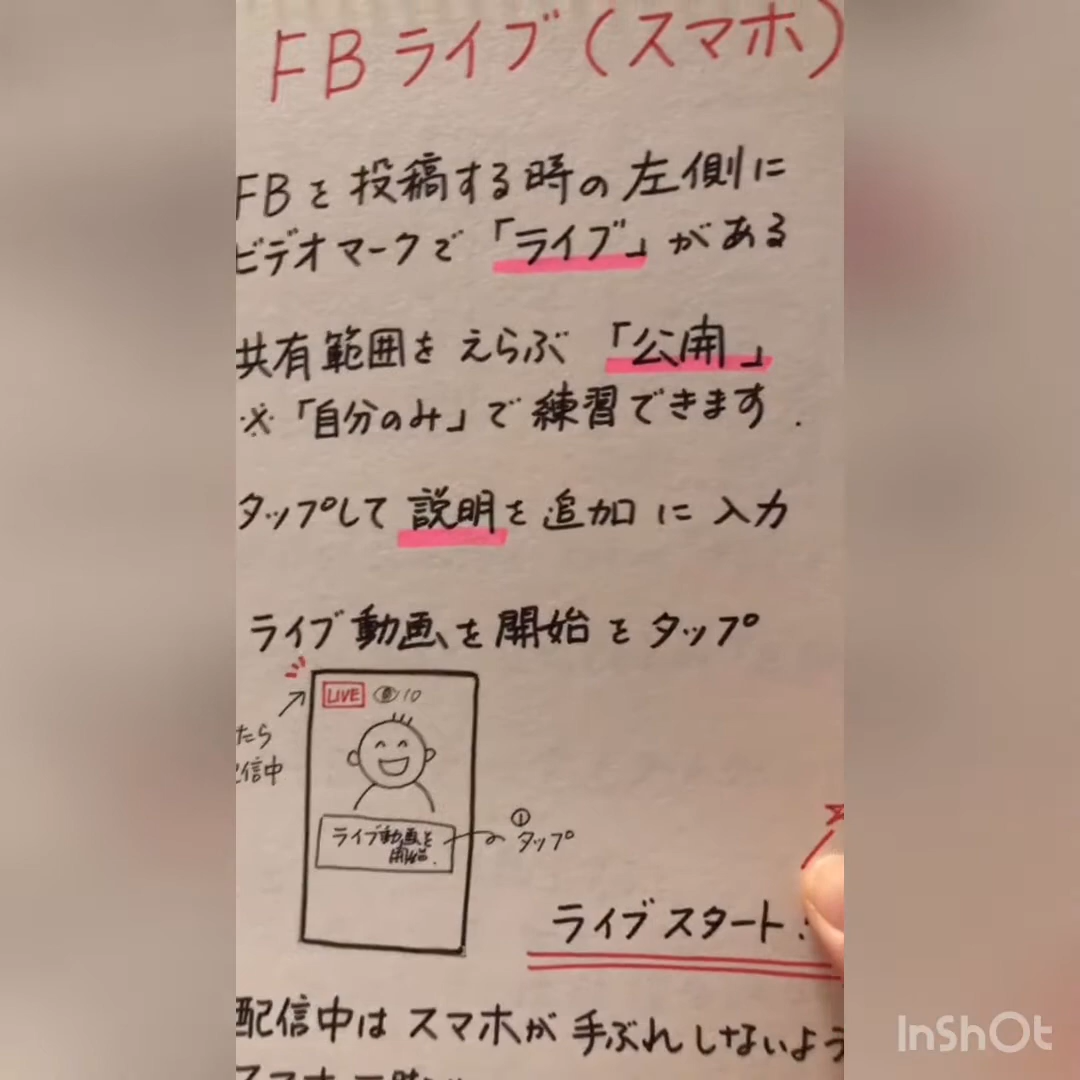 FBライブ(スマホ)
FBを投稿する時の左側に
ビデオマークで「ライブ」がある
共有範囲をえらぶ「公開」
※「自分のみ」で練習できます.
タップして説明を追加に入力
ライブ動画を開始をタップ
LIVE 10
たら
信中
ライブ動画を
開始.
①
タップ
ライブスタート!
配信中はスマホが手ぶれしないよう
InShOt